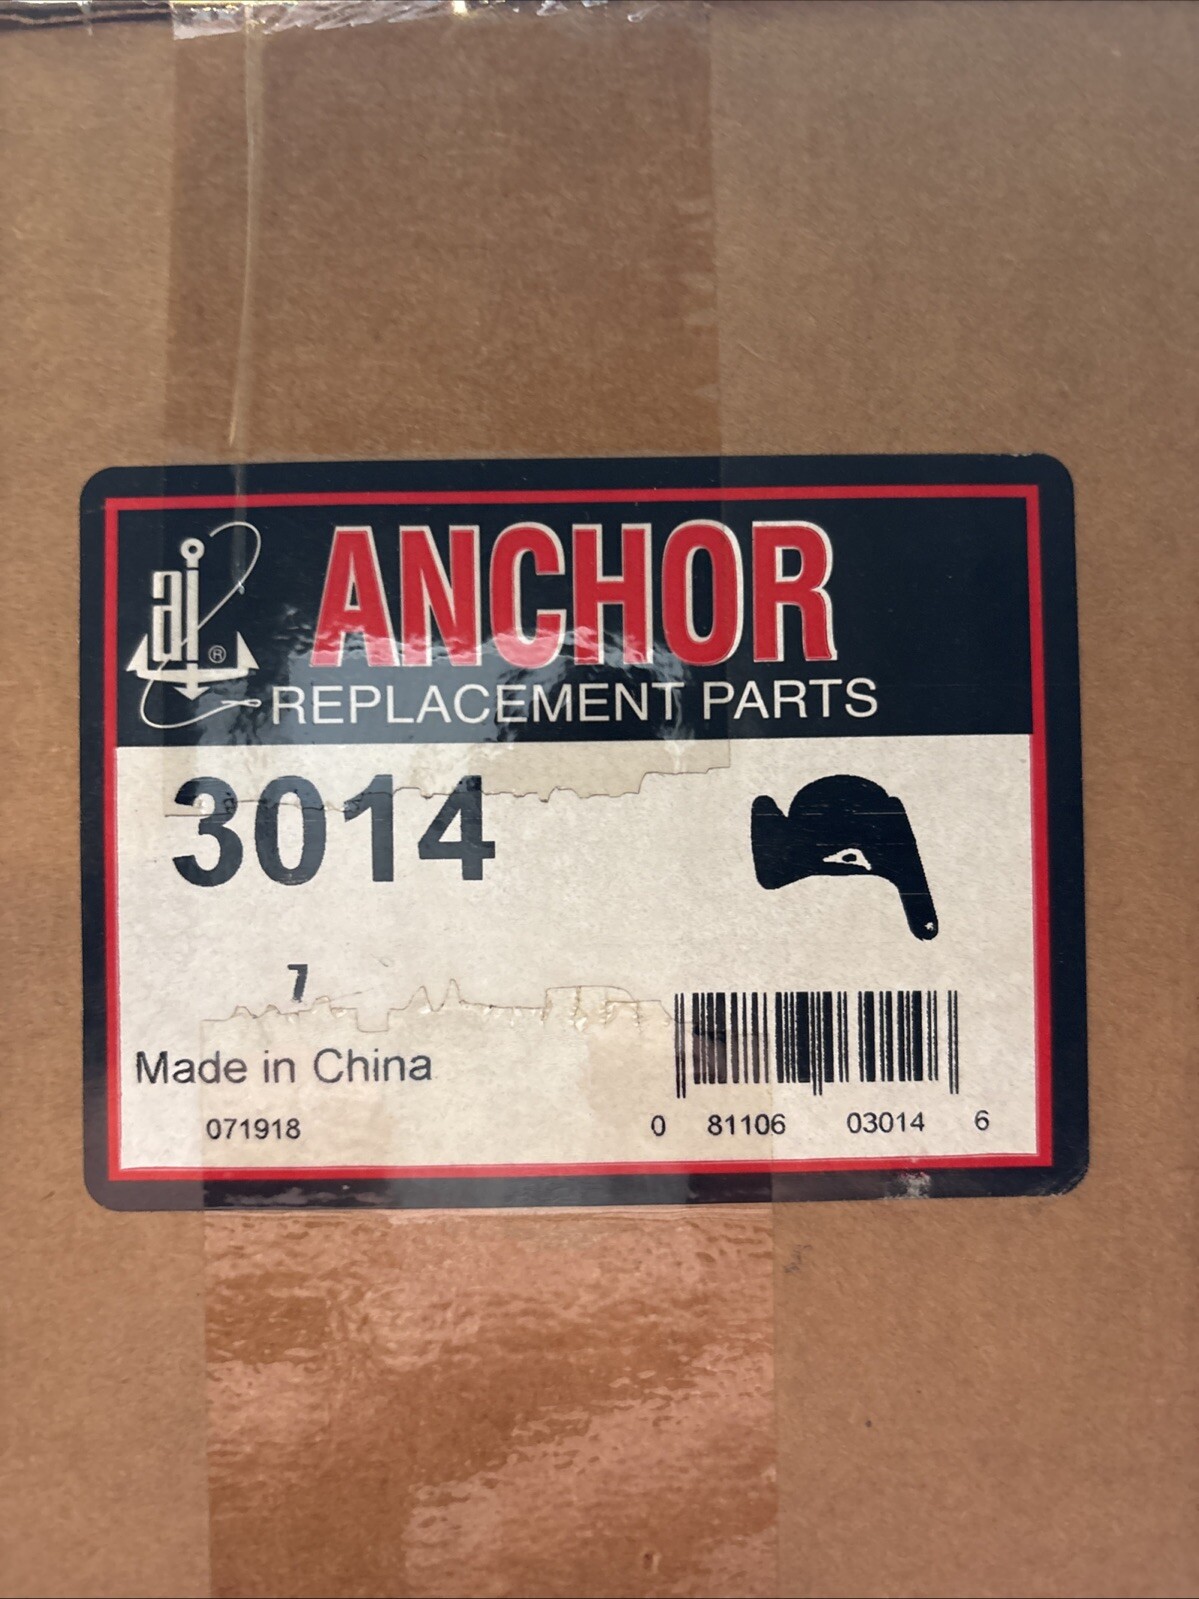 ai ®
ANCHOR
REPLACEMENT PARTS
3014
7
Made in China
071918
0 81106 03014 6